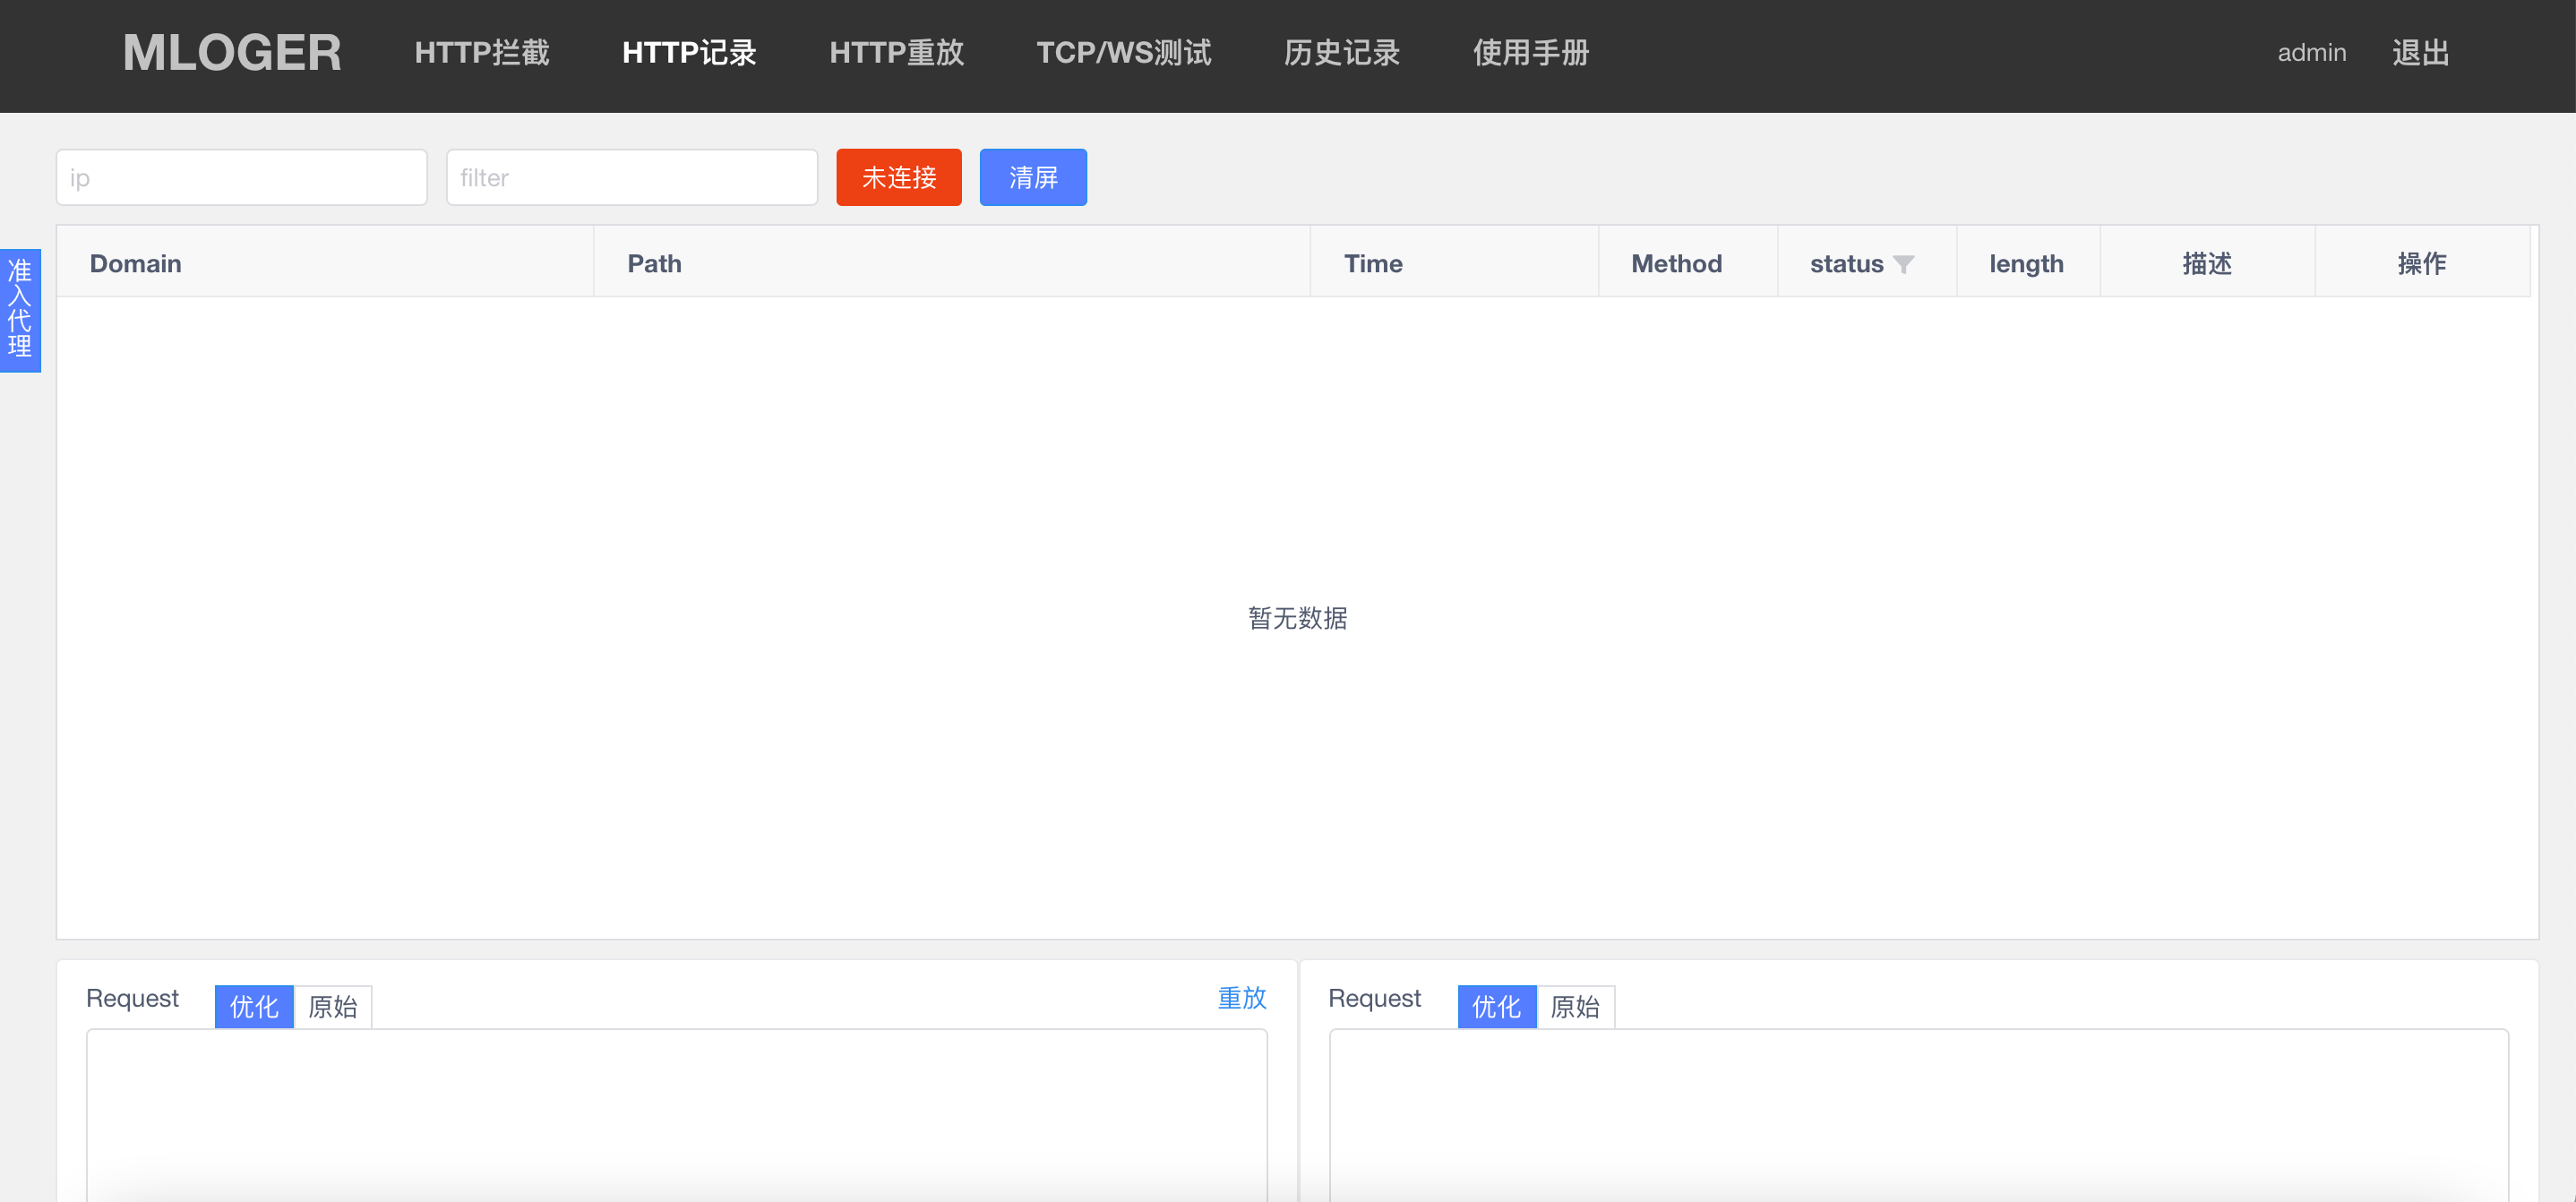 MLOGER HTTP拦截 HTTP记录 HTTP重放 TCP/WS测试 历史记录 使用手册 admin 退出
ip filter 未连接 清屏
准入代理
Domain Path Time Method status length 描述 操作
暂无数据
Request 优化 原始 重放 Request 优化 原始